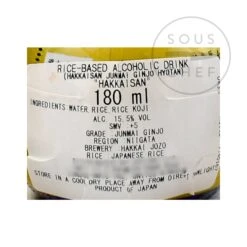 SOUS
CHEF
RICE-BASED ALCOHOLIC DRINK
(HAKKAISAN JUNMAI GINJO HYOTAN)
"HAKKAISAN"
180 ml
INGREDIENTS WATER, RICE, RICE KOJI
ALC. 15.5% VOL
SMV +5
GRADE JUNMAI GINJO
REGION NIIGATA
BREWERY HAKKAI JOZO
RICE JAPANESE RICE
STORE IN A COOL DRY PLACE AWAY FROM DIRECT
PRODUCT OF JAPAN